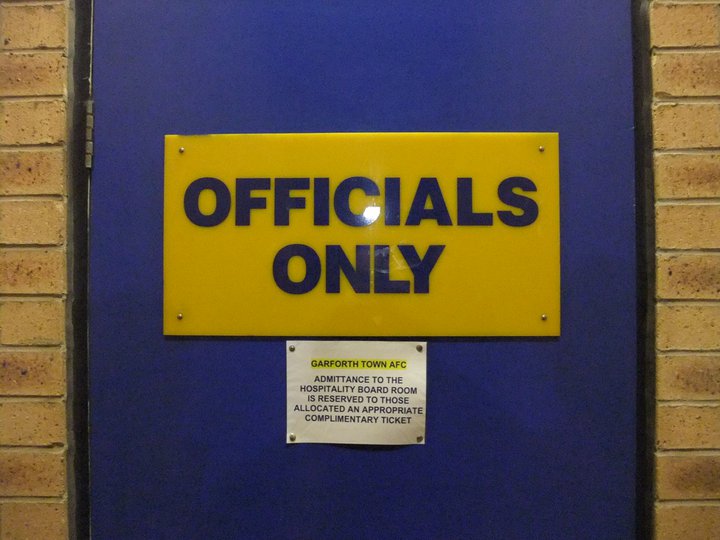 OFFICIALS
ONLY
GARFORTH TOWN AFC
ADMITTANCE TO THE
HOSPITALITY BOARD ROOM
IS RESERVED TO THOSE
ALLOCATED AN APPROPRIATE
COMPLIMENTARY TICKET